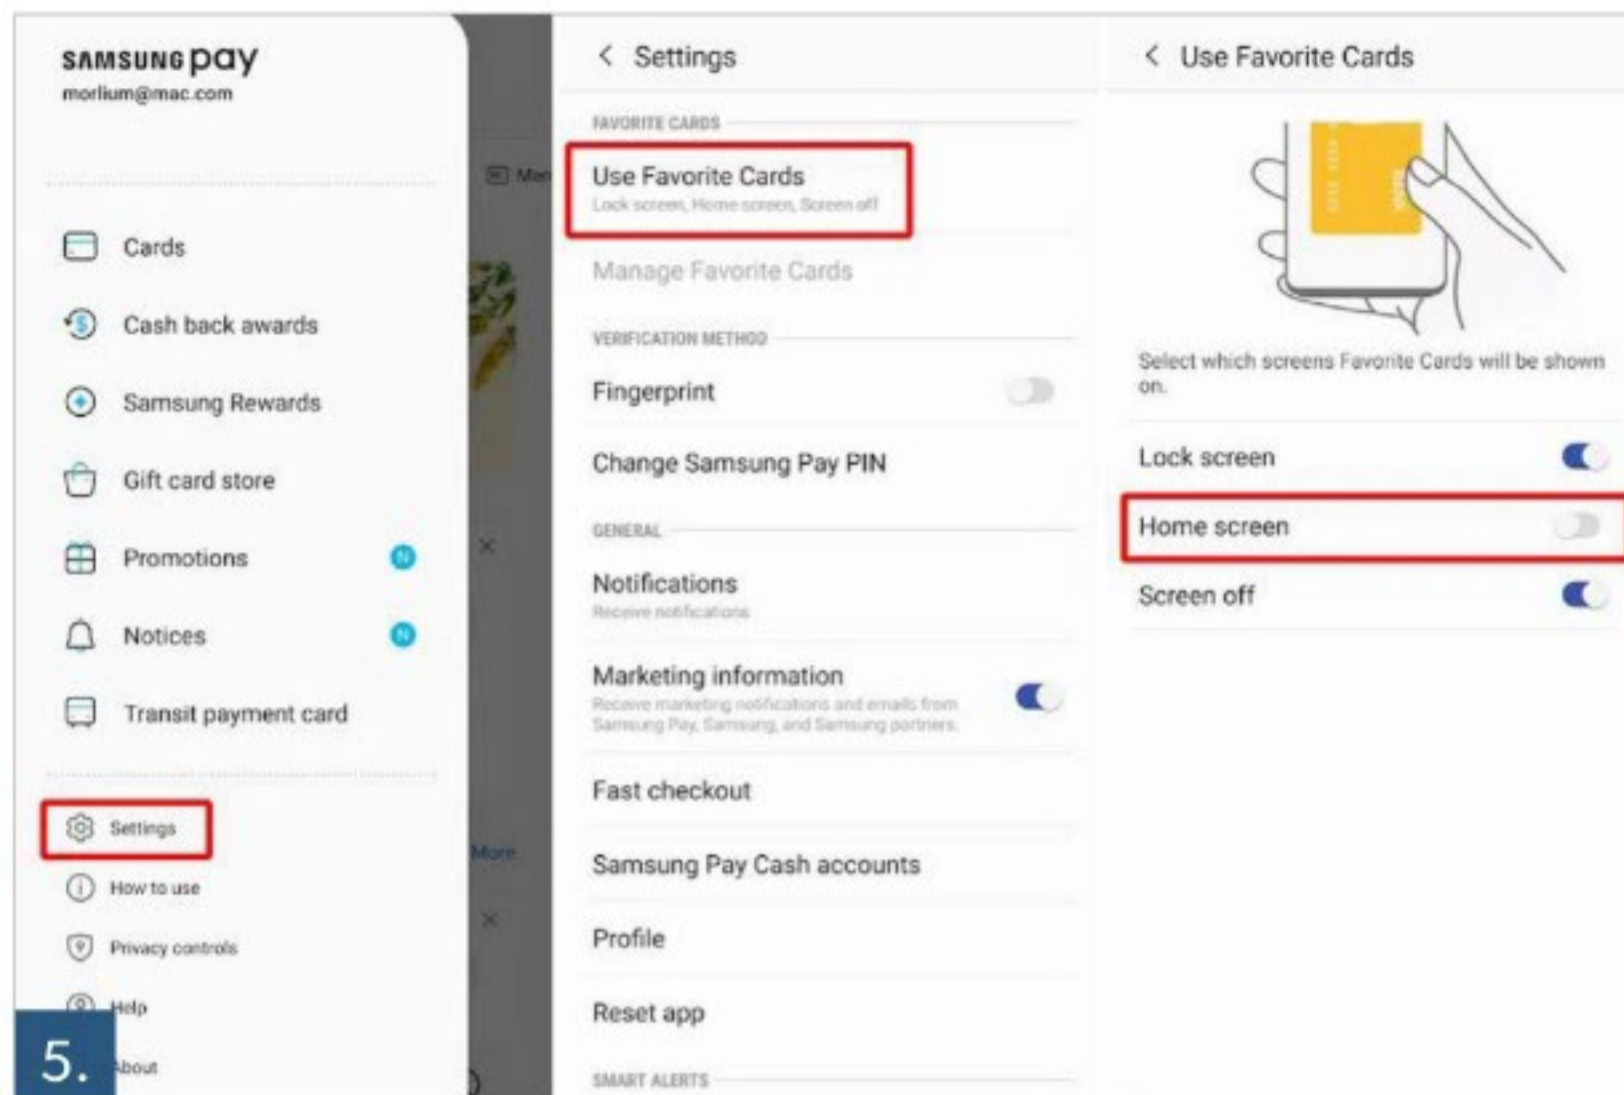 SAMSUNG pay
morlium@mac.com
Cards
Cash back awards
Samsung Rewards
Gift card store
Promotions N
Notices N
Transit payment card
Settings
How to use
Privacy controls
Help
About
5.
More
Settings
FAVORITE CARDS
Use Favorite Cards
Lock screen, Home screen, Screen off
Manage Favorite Cards
VERIFICATION METHOD
Fingerprint
Change Samsung Pay PIN
GENERAL
Notifications
Receive notifications
Marketing information
Receive marketing notifications and emails from
Samsung Pay, Samsung, and Samsung partners.
Fast checkout
Samsung Pay Cash accounts
Profile
Reset app
SMART ALERTS
Use Favorite Cards
Select which screens Favorite Cards will be shown
on.
Lock screen
Home screen
Screen off